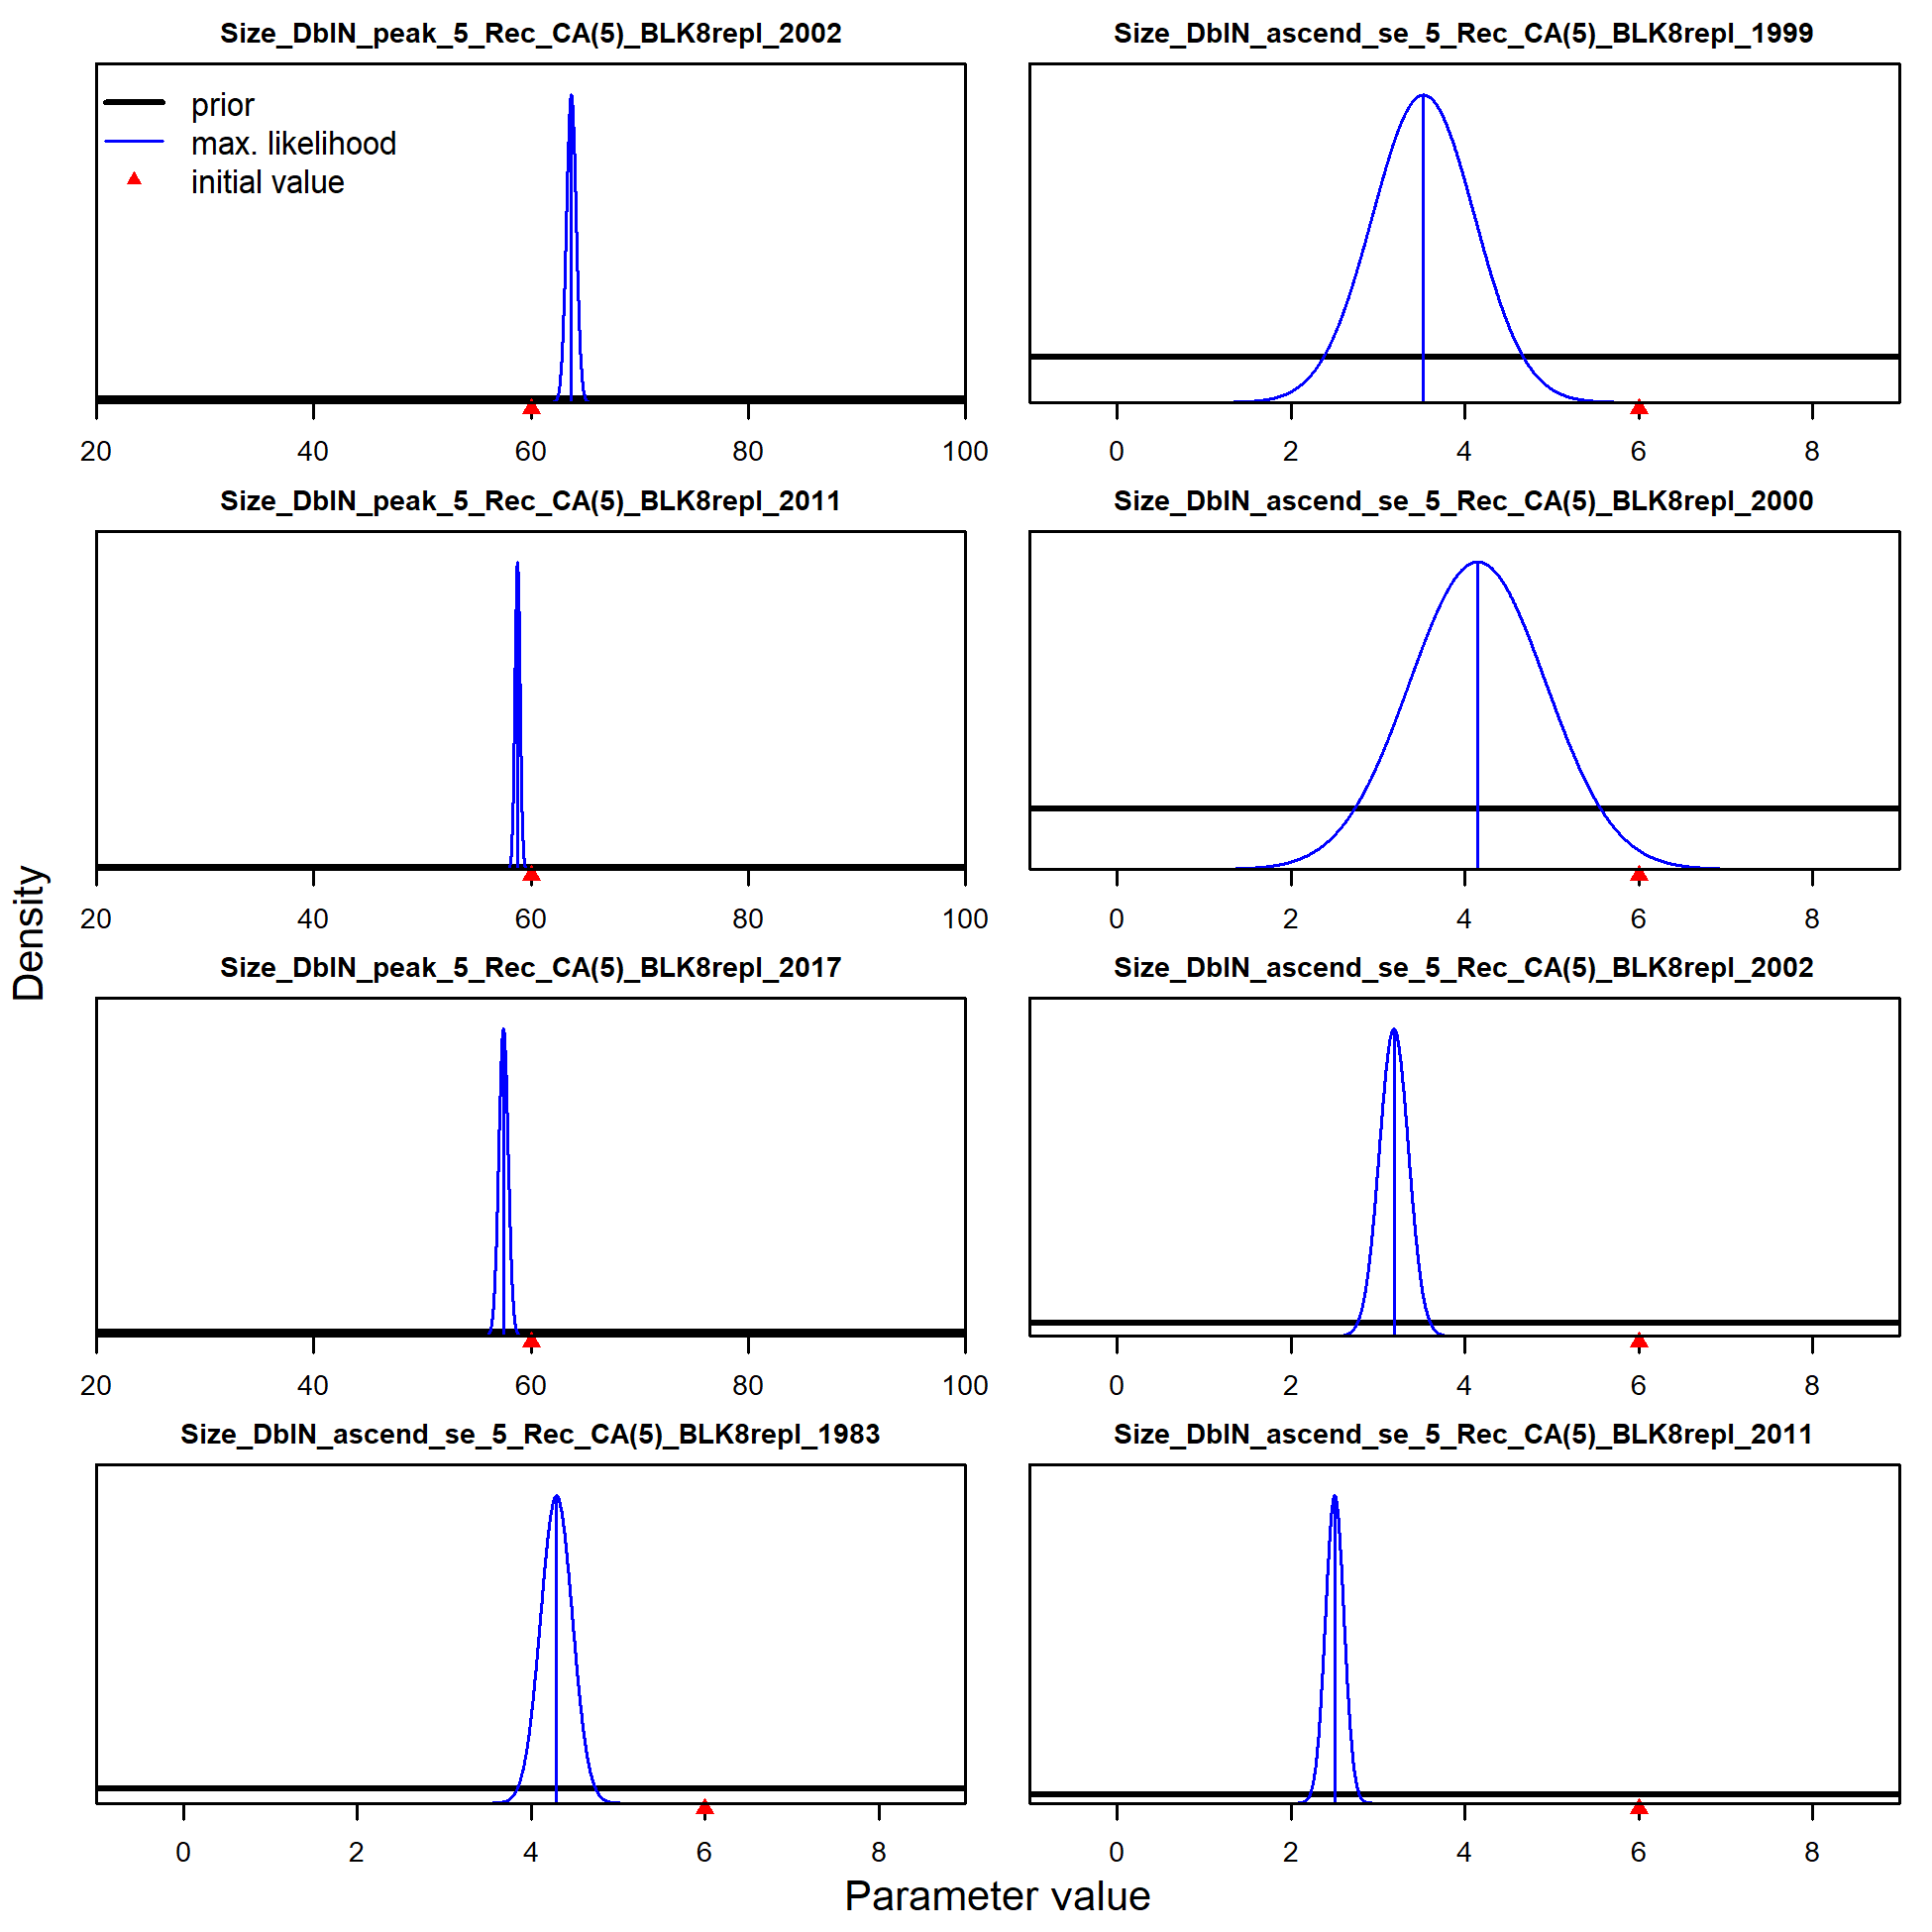 Size_DblN_peak_5_Rec_CA(5)_BLK8repl_2002
prior
max. likelihood
initial value
20 40 60 80 100
Size_DblN_ascend_se_5_Rec_CA(5)_BLK8repl_1999
0 2 4 6 8
Size_DblN_peak_5_Rec_CA(5)_BLK8repl_2011
20 40 60 80 100
Size_DblN_ascend_se_5_Rec_CA(5)_BLK8repl_2000
0 2 4 6 8
Size_DblN_peak_5_Rec_CA(5)_BLK8repl_2017
20 40 60 80 100
Size_DblN_ascend_se_5_Rec_CA(5)_BLK8repl_2002
0 2 4 6 8
Size_DblN_ascend_se_5_Rec_CA(5)_BLK8repl_1983
0 2 4 6 8
Size_DblN_ascend_se_5_Rec_CA(5)_BLK8repl_2011
0 2 4 6 8
Density
Parameter value